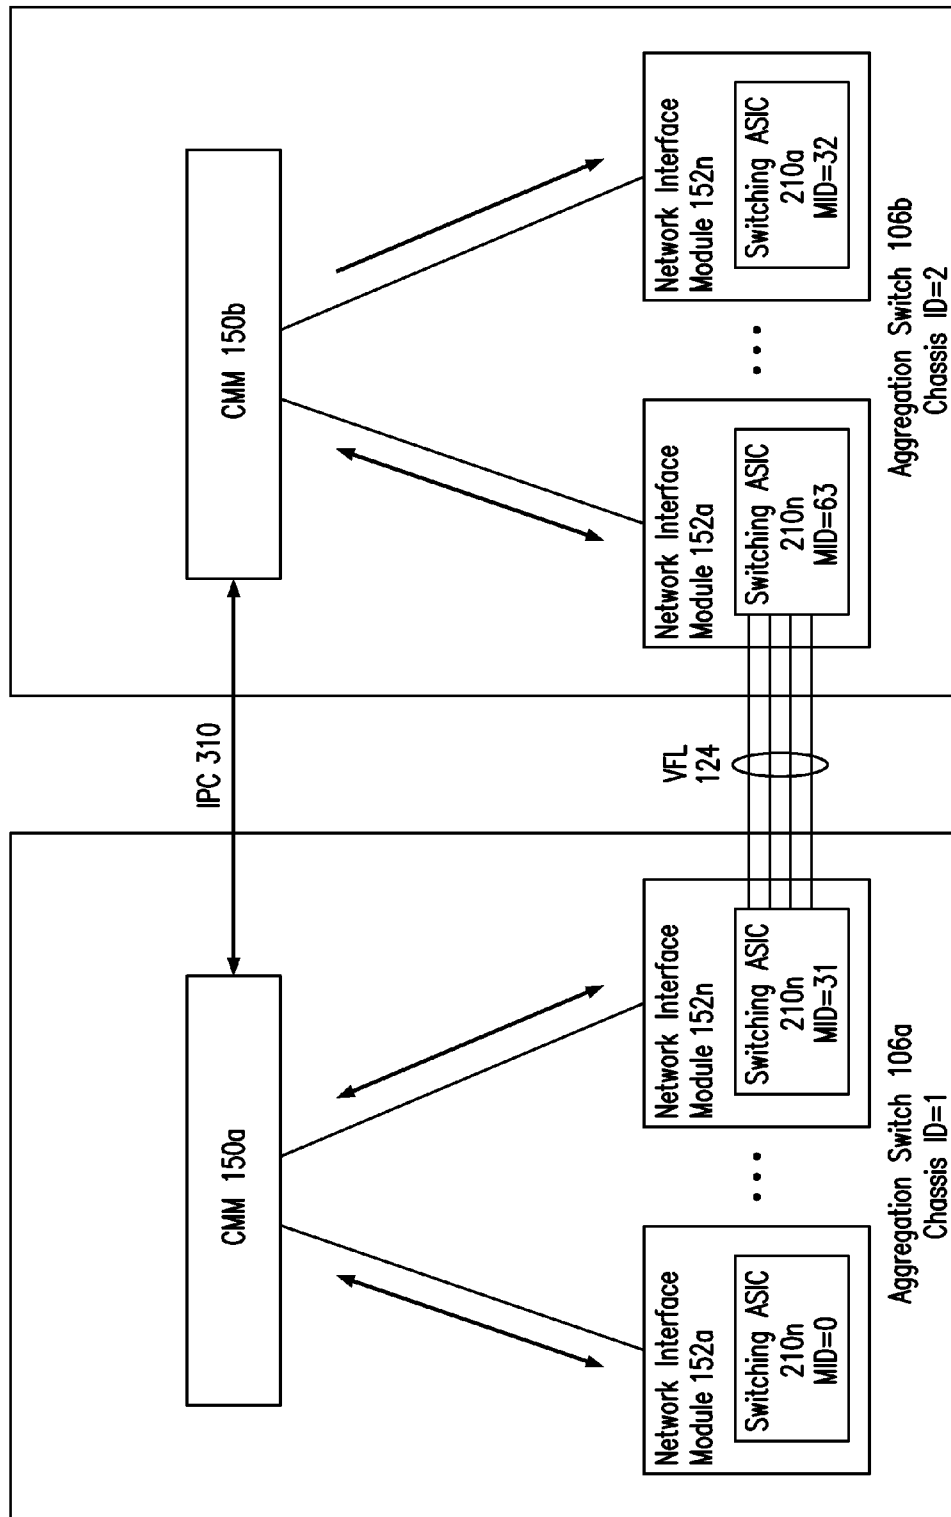 CMM 150a
IPC 310
CMM 150b
Network Interface
Module 152a
Switching ASIC
210n
MID=0
Network Interface
Module 152n
Switching ASIC
210n
MID=31
VFL
124
Network Interface
Module 152a
Switching ASIC
210n
MID=63
Network Interface
Module 152n
Switching ASIC
210a
MID=32
Aggregation Switch 106a
Chassis ID=1
Aggregation Switch 106b
Chassis ID=2